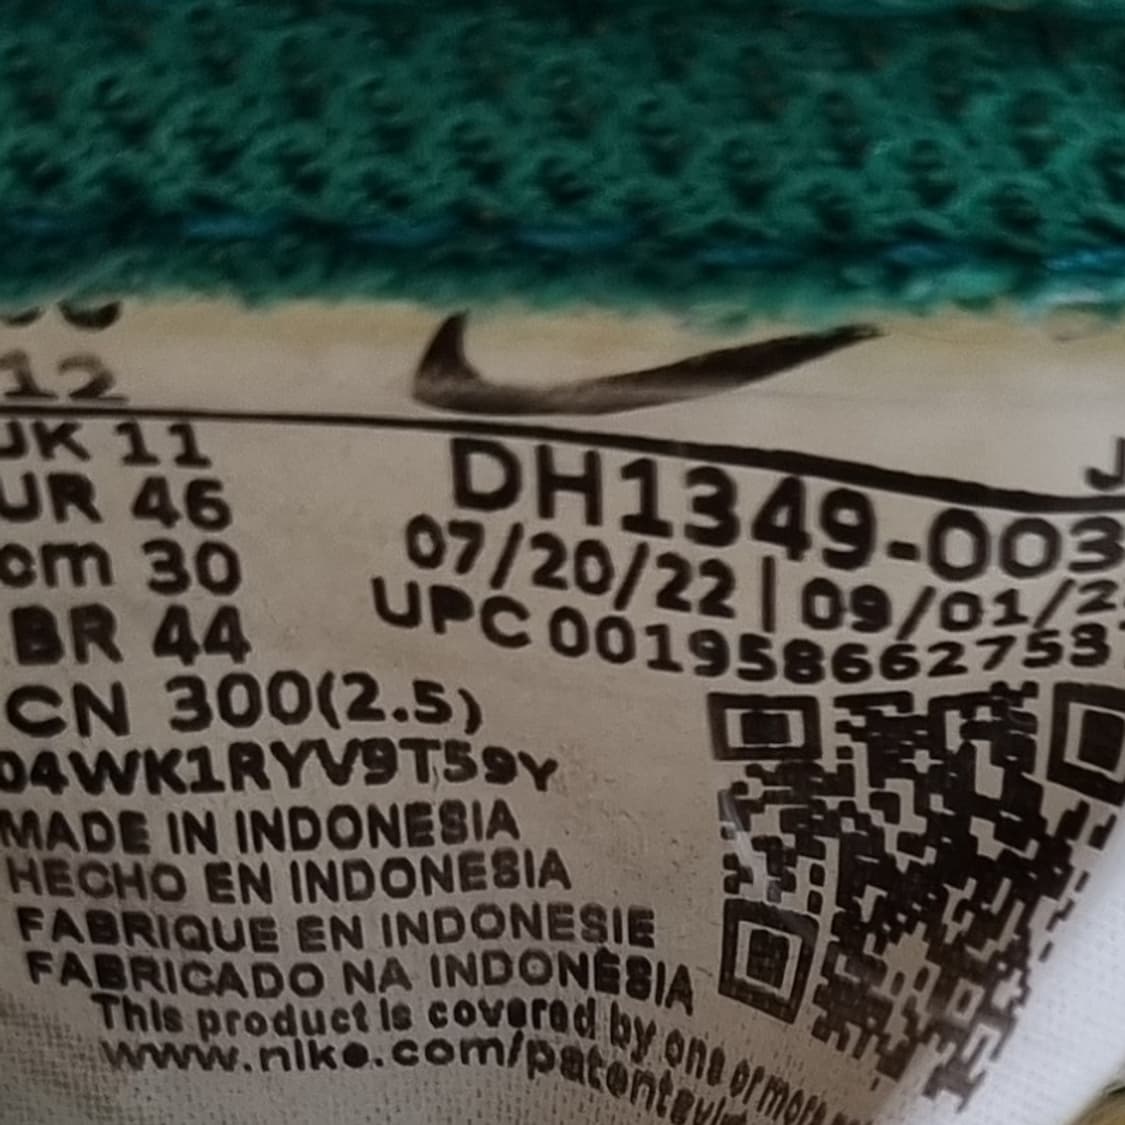 12
UK 11
UR 46
cm 30
BR 44
CN 300(2.5)
04WK1RYV9T59Y
DH1349-003
07/20/22 | 09/01/2
UPC 001958662753
MADE IN INDONESIA
HECHO EN INDONESIA
FABRIQUE EN INDONESIE
FABRICADO NA INDONÉSIA
This product is covered by one or more
www.nike.com/patents